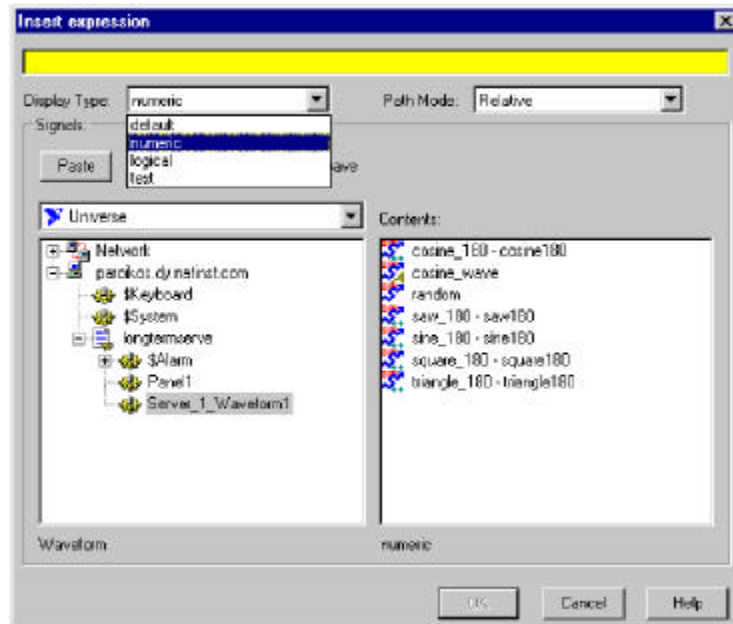 Insert expression
Display Type: numeric
Path Mode: Relative
default
numeric
logical
text
Signals:
Paste
Universe
Contents:
Network
$Keyboard
$System
longtermserve
$Alarm
Panel1
Server_1_Waveform1
cosine_180 - cosine180
cosine_wave
random
saw_180 - saw180
sine_180 - sine180
square_180 - square180
triangle_180 - triangle180
Waveform
numeric
OK
Cancel
Help